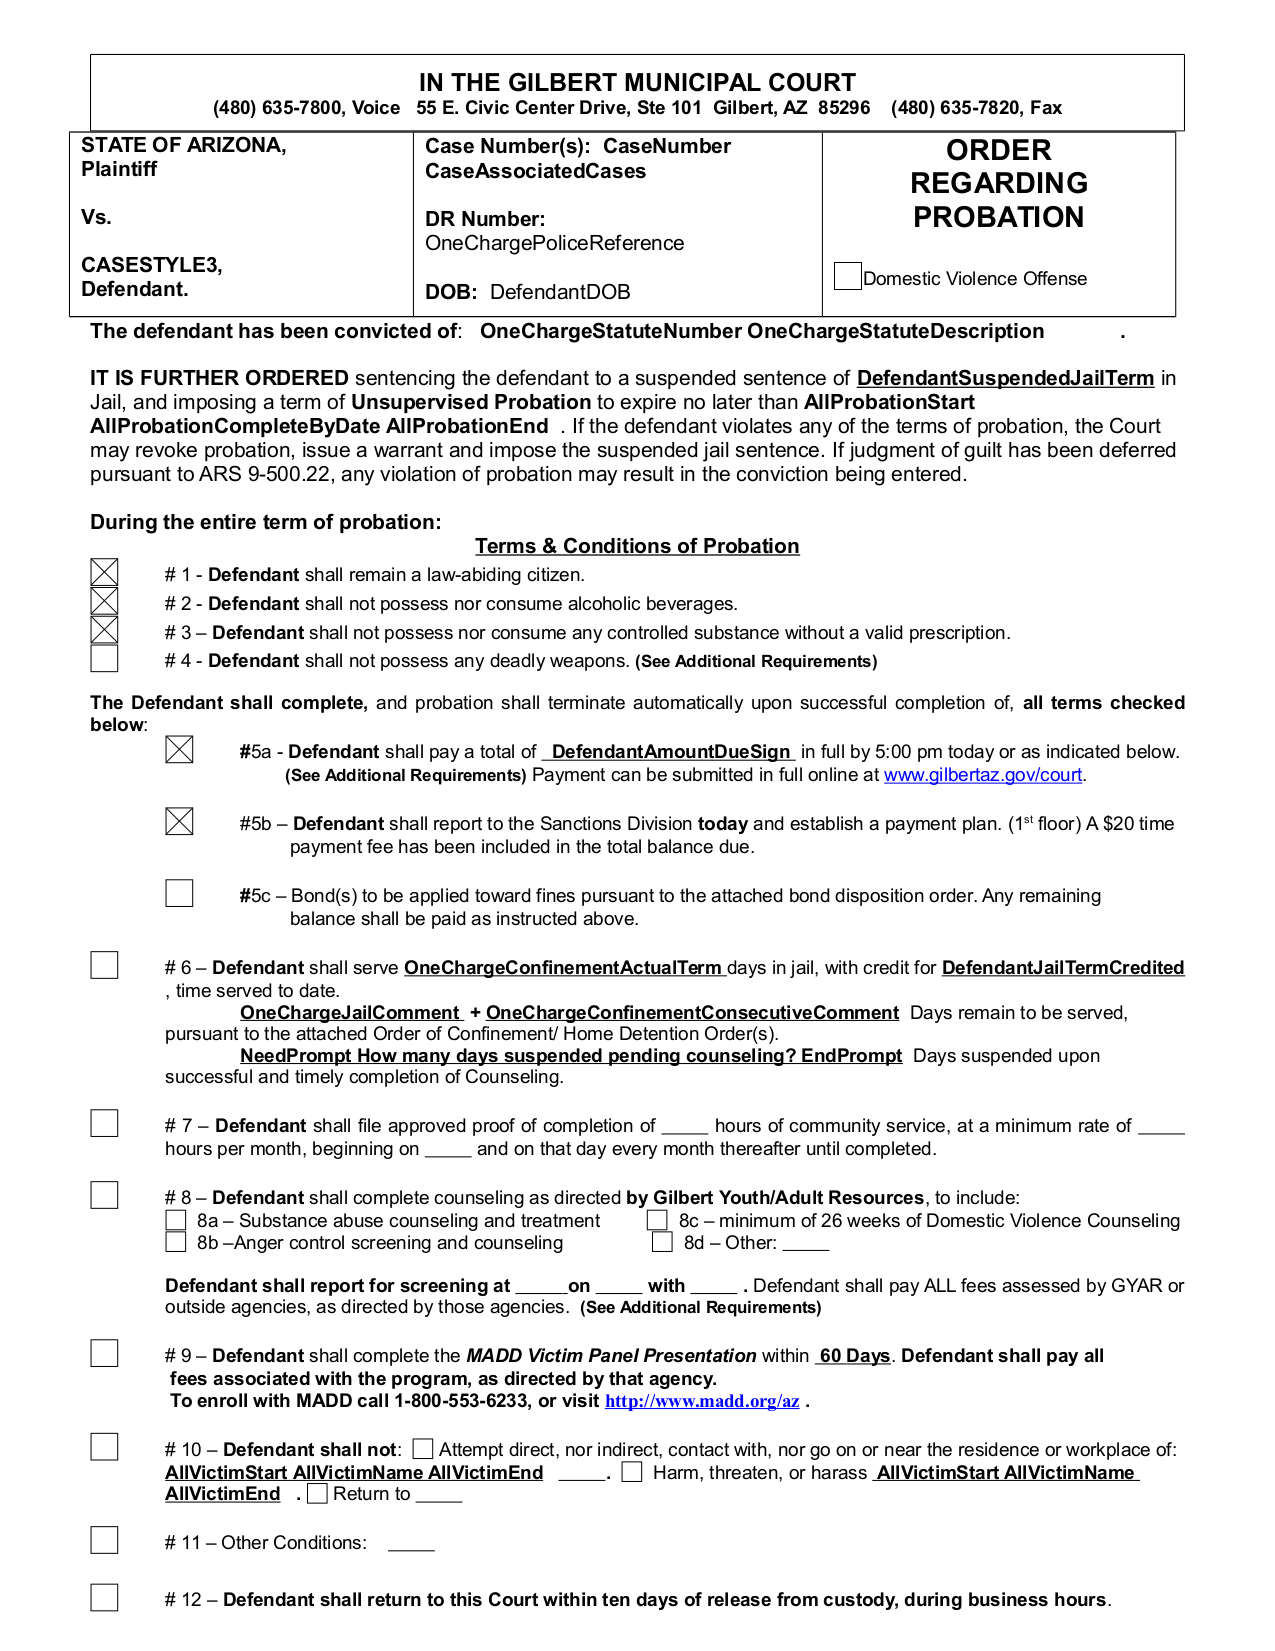 IN THE GILBERT MUNICIPAL COURT
(480) 635-7800, Voice 55 E. Civic Center Drive, Ste 101 Gilbert, AZ 85296 (480) 635-7820, Fax
STATE OF ARIZONA,
Plaintiff
Vs.
CASESTYLE3,
Defendant.
Case Number(s): CaseNumber
CaseAssociatedCases
DR Number:
OneChargePoliceReference
DOB: DefendantDOB
ORDER
REGARDING
PROBATION
Domestic Violence Offense
The defendant has been convicted of: OneChargeStatuteNumber OneChargeStatuteDescription .
IT IS FURTHER ORDERED sentencing the defendant to a suspended sentence of DefendantSuspendedJailTerm in
Jail, and imposing a term of Unsupervised Probation to expire no later than AllProbationStart
AllProbationCompleteByDate AllProbationEnd . If the defendant violates any of the terms of probation, the Court
may revoke probation, issue a warrant and impose the suspended jail sentence. If judgment of guilt has been deferred
pursuant to ARS 9-500.22, any violation of probation may result in the conviction being entered.
During the entire term of probation:
Terms & Conditions of Probation
# 1 - Defendant shall remain a law-abiding citizen.
# 2 - Defendant shall not possess nor consume alcoholic beverages.
# 3 – Defendant shall not possess nor consume any controlled substance without a valid prescription.
# 4 - Defendant shall not possess any deadly weapons. (See Additional Requirements)
The Defendant shall complete, and probation shall terminate automatically upon successful completion of, all terms checked
below:
#5a - Defendant shall pay a total of DefendantAmountDueSign in full by 5:00 pm today or as indicated below.
(See Additional Requirements) Payment can be submitted in full online at www.gilbertaz.gov/court.
#5b – Defendant shall report to the Sanctions Division today and establish a payment plan. (1st floor) A $20 time
payment fee has been included in the total balance due.
#5c – Bond(s) to be applied toward fines pursuant to the attached bond disposition order. Any remaining
balance shall be paid as instructed above.
# 6 – Defendant shall serve OneChargeConfinementActualTerm days in jail, with credit for DefendantJailTermCredited
, time served to date.
OneChargeJailComment + OneChargeConfinementConsecutiveComment Days remain to be served,
pursuant to the attached Order of Confinement/ Home Detention Order(s).
NeedPrompt How many days suspended pending counseling? EndPrompt Days suspended upon
successful and timely completion of Counseling.
# 7 – Defendant shall file approved proof of completion of _____ hours of community service, at a minimum rate of _____
hours per month, beginning on _____ and on that day every month thereafter until completed.
# 8 – Defendant shall complete counseling as directed by Gilbert Youth/Adult Resources, to include:
8a – Substance abuse counseling and treatment 8c – minimum of 26 weeks of Domestic Violence Counseling
8b –Anger control screening and counseling 8d – Other: _____
Defendant shall report for screening at _____on _____ with _____ . Defendant shall pay ALL fees assessed by GYAR or
outside agencies, as directed by those agencies. (See Additional Requirements)
# 9 – Defendant shall complete the MADD Victim Panel Presentation within 60 Days. Defendant shall pay all
fees associated with the program, as directed by that agency.
To enroll with MADD call 1-800-553-6233, or visit http://www.madd.org/az .
# 10 – Defendant shall not: Attempt direct, nor indirect, contact with, nor go on or near the residence or workplace of:
AllVictimStart AllVictimName AllVictimEnd _____. Harm, threaten, or harass AllVictimStart AllVictimName
AllVictimEnd . Return to _____
# 11 – Other Conditions: _____
# 12 – Defendant shall return to this Court within ten days of release from custody, during business hours.